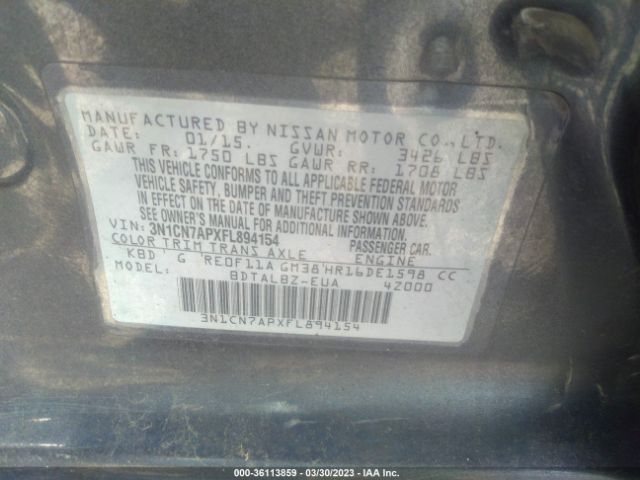 MANUFACTURED BY NISSAN MOTOR CO., LTD.
DATE: 01/15. GVWR: 3426 LBS
GAWR FR: 1750 LBS GAWR RR: 1708 LBS
THIS VEHICLE CONFORMS TO ALL APPLICABLE FEDERAL MOTOR
VEHICLE SAFETY, BUMPER AND THEFT PREVENTION STANDARDS
IN EFFECT ON THE DATE OF MANUFACTURE SHOWN ABOVE.
SEE OWNER'S MANUAL FOR ADDITIONAL INFORMATION.
VIN: 3N1CN7APXFL894154 PASSENGER CAR.
COLOR TRIM TRANS AXLE ENGINE
KBD G RE0F11A GM38 HR16DE1598 CC
MODEL: BDTALBZ-EUA 4Z000
3N1CN7APXFL894154
000-36113859 — 03/30/2023 — IAA Inc.